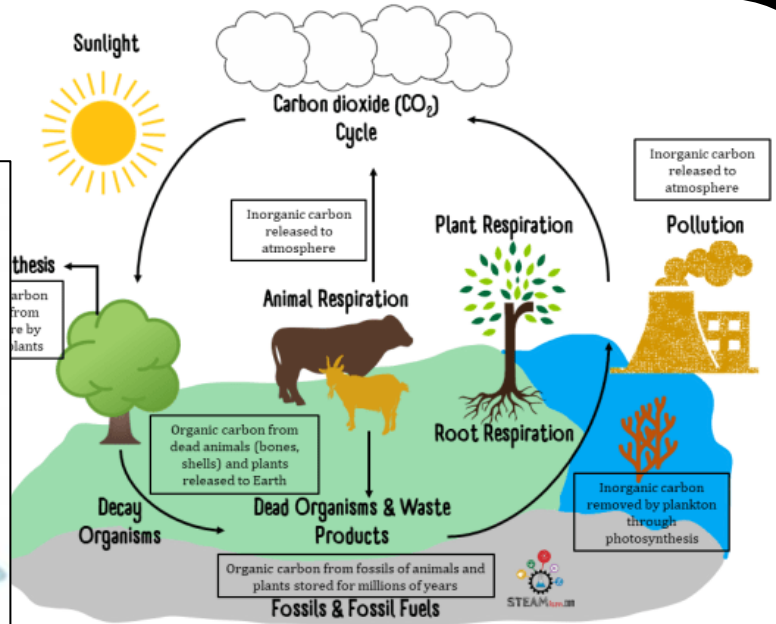 Sunlight
Carbon dioxide (CO₂)
Cycle
Inorganic carbon
released to
atmosphere
Inorganic carbon
released to
atmosphere
Plant Respiration
Pollution
thesis
arbon
from
re by
plants
Animal Respiration
Organic carbon from
dead animals (bones,
shells) and plants
released to Earth
Root Respiration
Decay
Organisms
Dead Organisms & Waste
Products
Inorganic carbon
removed by plankton
through
photosynthesis
Organic carbon from fossils of animals and
plants stored for millions of years
Fossils & Fossil Fuels
STEAM